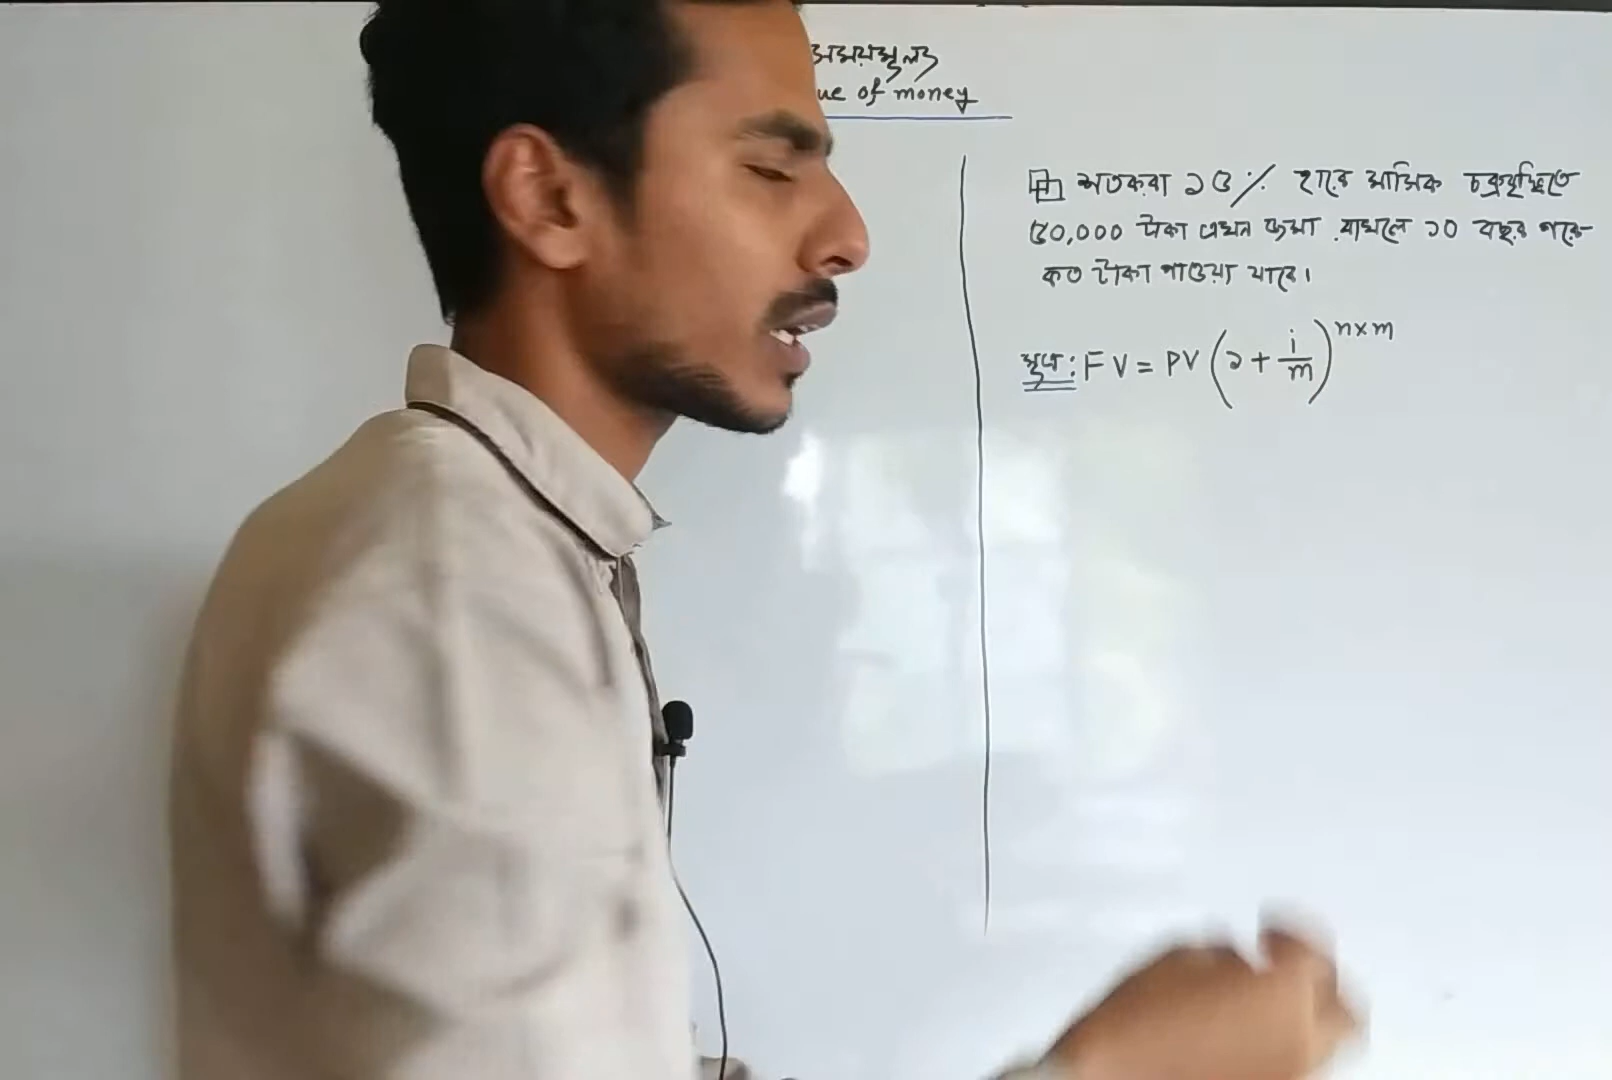 সময়মূল্য
ue of money
শতকরা ১৫% হারে মাসিক চক্রবৃদ্ধিতে
৫০,০০০ টাকা এখন জমা রাখলে ১০ বছর পরে
কত টাকা পাওয়া যাবে।
সূত্র: FV = PV (১ + i/m)^n×m